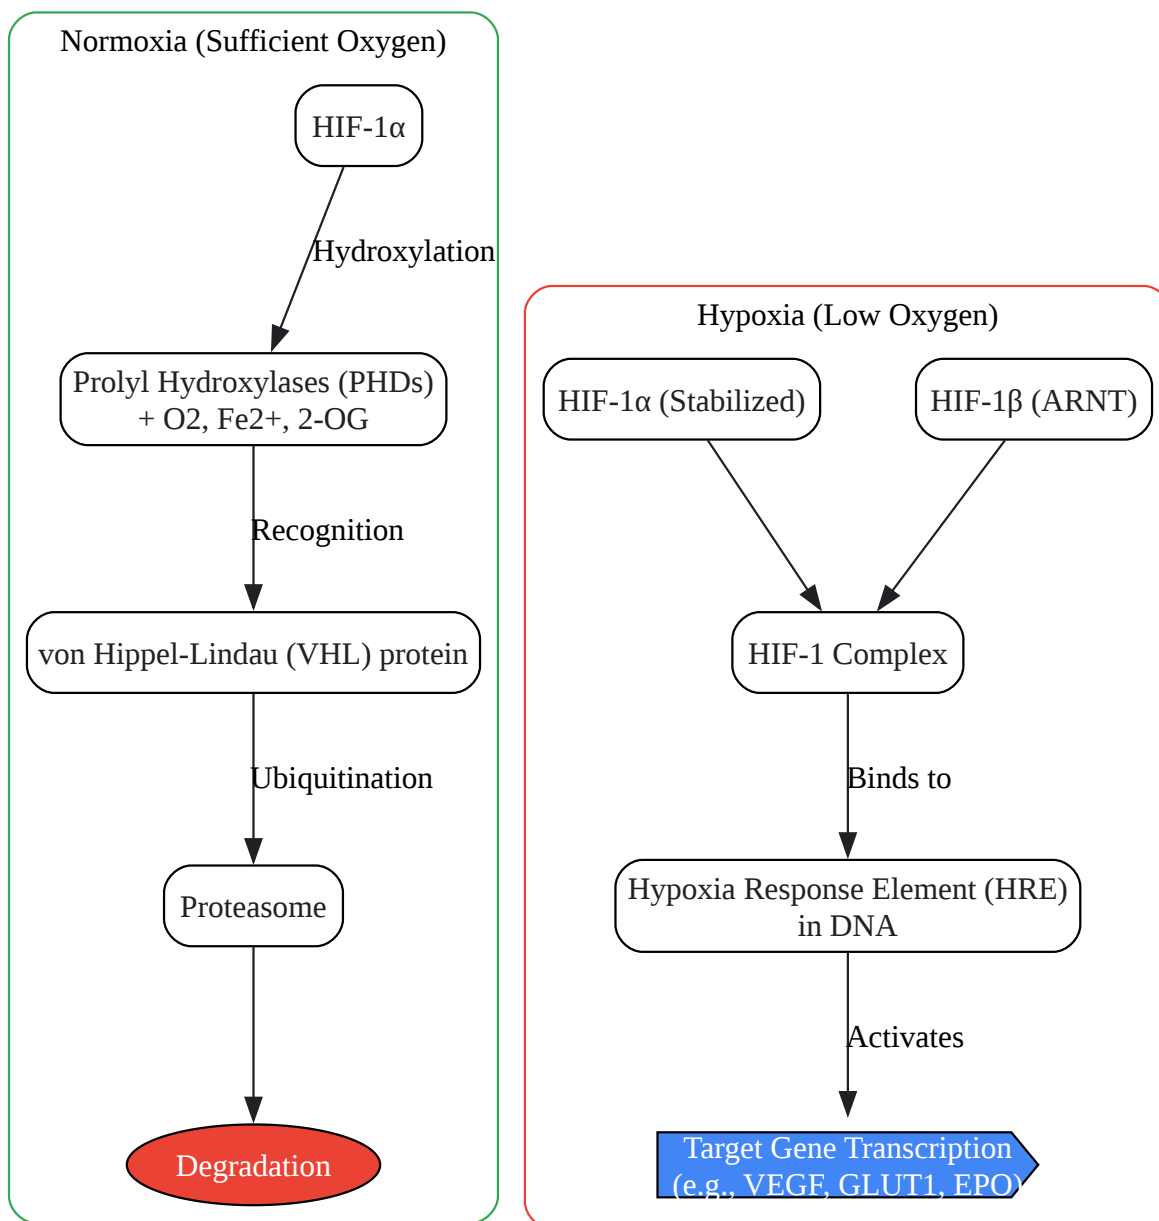 Normoxia (Sufficient Oxygen)
HIF-1α
Hydroxylation
Prolyl Hydroxylases (PHDs)
+ O2, Fe2+, 2-OG
Recognition
von Hippel-Lindau (VHL) protein
Ubiquitination
Proteasome
Degradation
Hypoxia (Low Oxygen)
HIF-1α (Stabilized)
HIF-1β (ARNT)
HIF-1 Complex
Binds to
Hypoxia Response Element (HRE)
in DNA
Activates
Target Gene Transcription
(e.g., VEGF, GLUT1, EPO)